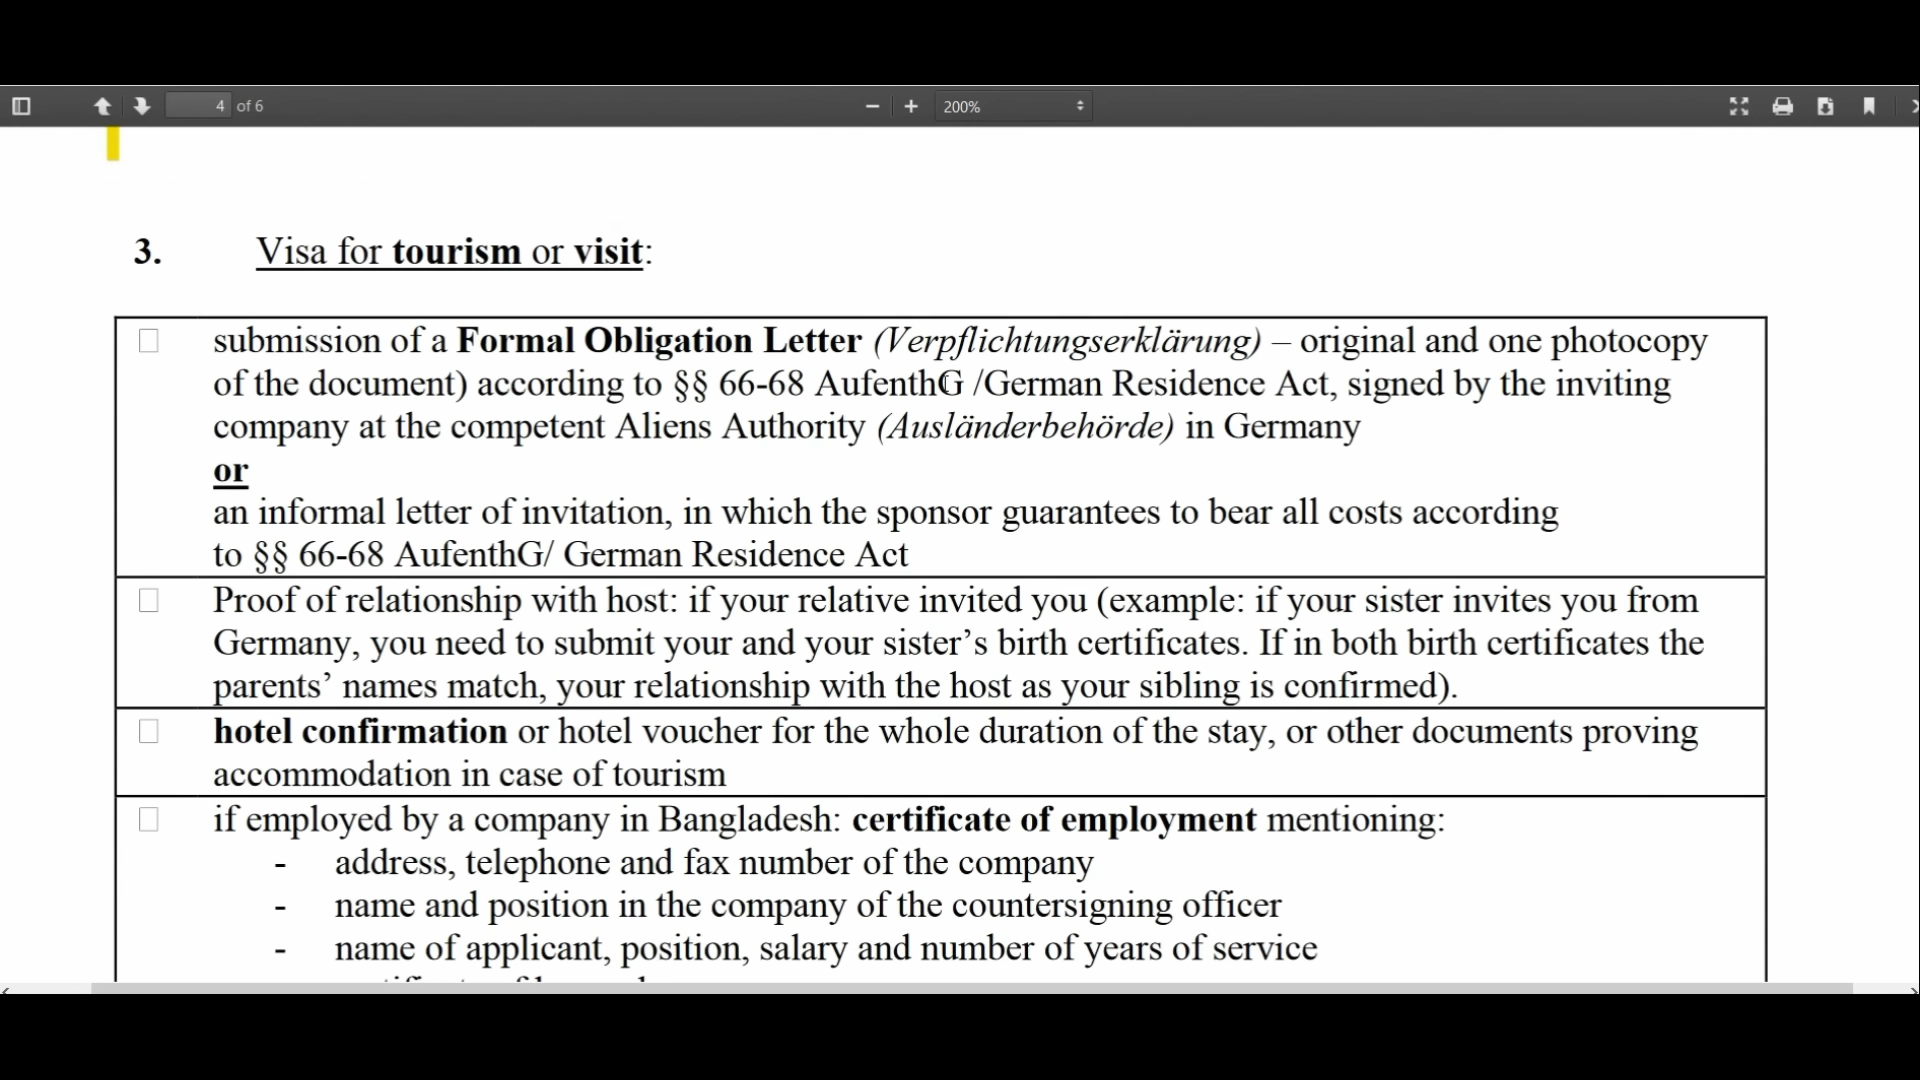 4 of 6
200%
3. Visa for tourism or visit:
submission of a Formal Obligation Letter (Verpflichtungserklärung) – original and one photocopy
of the document) according to §§ 66-68 AufenthG /German Residence Act, signed by the inviting
company at the competent Aliens Authority (Ausländerbehörde) in Germany
or
an informal letter of invitation, in which the sponsor guarantees to bear all costs according
to §§ 66-68 AufenthG/ German Residence Act
Proof of relationship with host: if your relative invited you (example: if your sister invites you from
Germany, you need to submit your and your sister’s birth certificates. If in both birth certificates the
parents’ names match, your relationship with the host as your sibling is confirmed).
hotel confirmation or hotel voucher for the whole duration of the stay, or other documents proving
accommodation in case of tourism
if employed by a company in Bangladesh: certificate of employment mentioning:
- address, telephone and fax number of the company
- name and position in the company of the countersigning officer
- name of applicant, position, salary and number of years of service